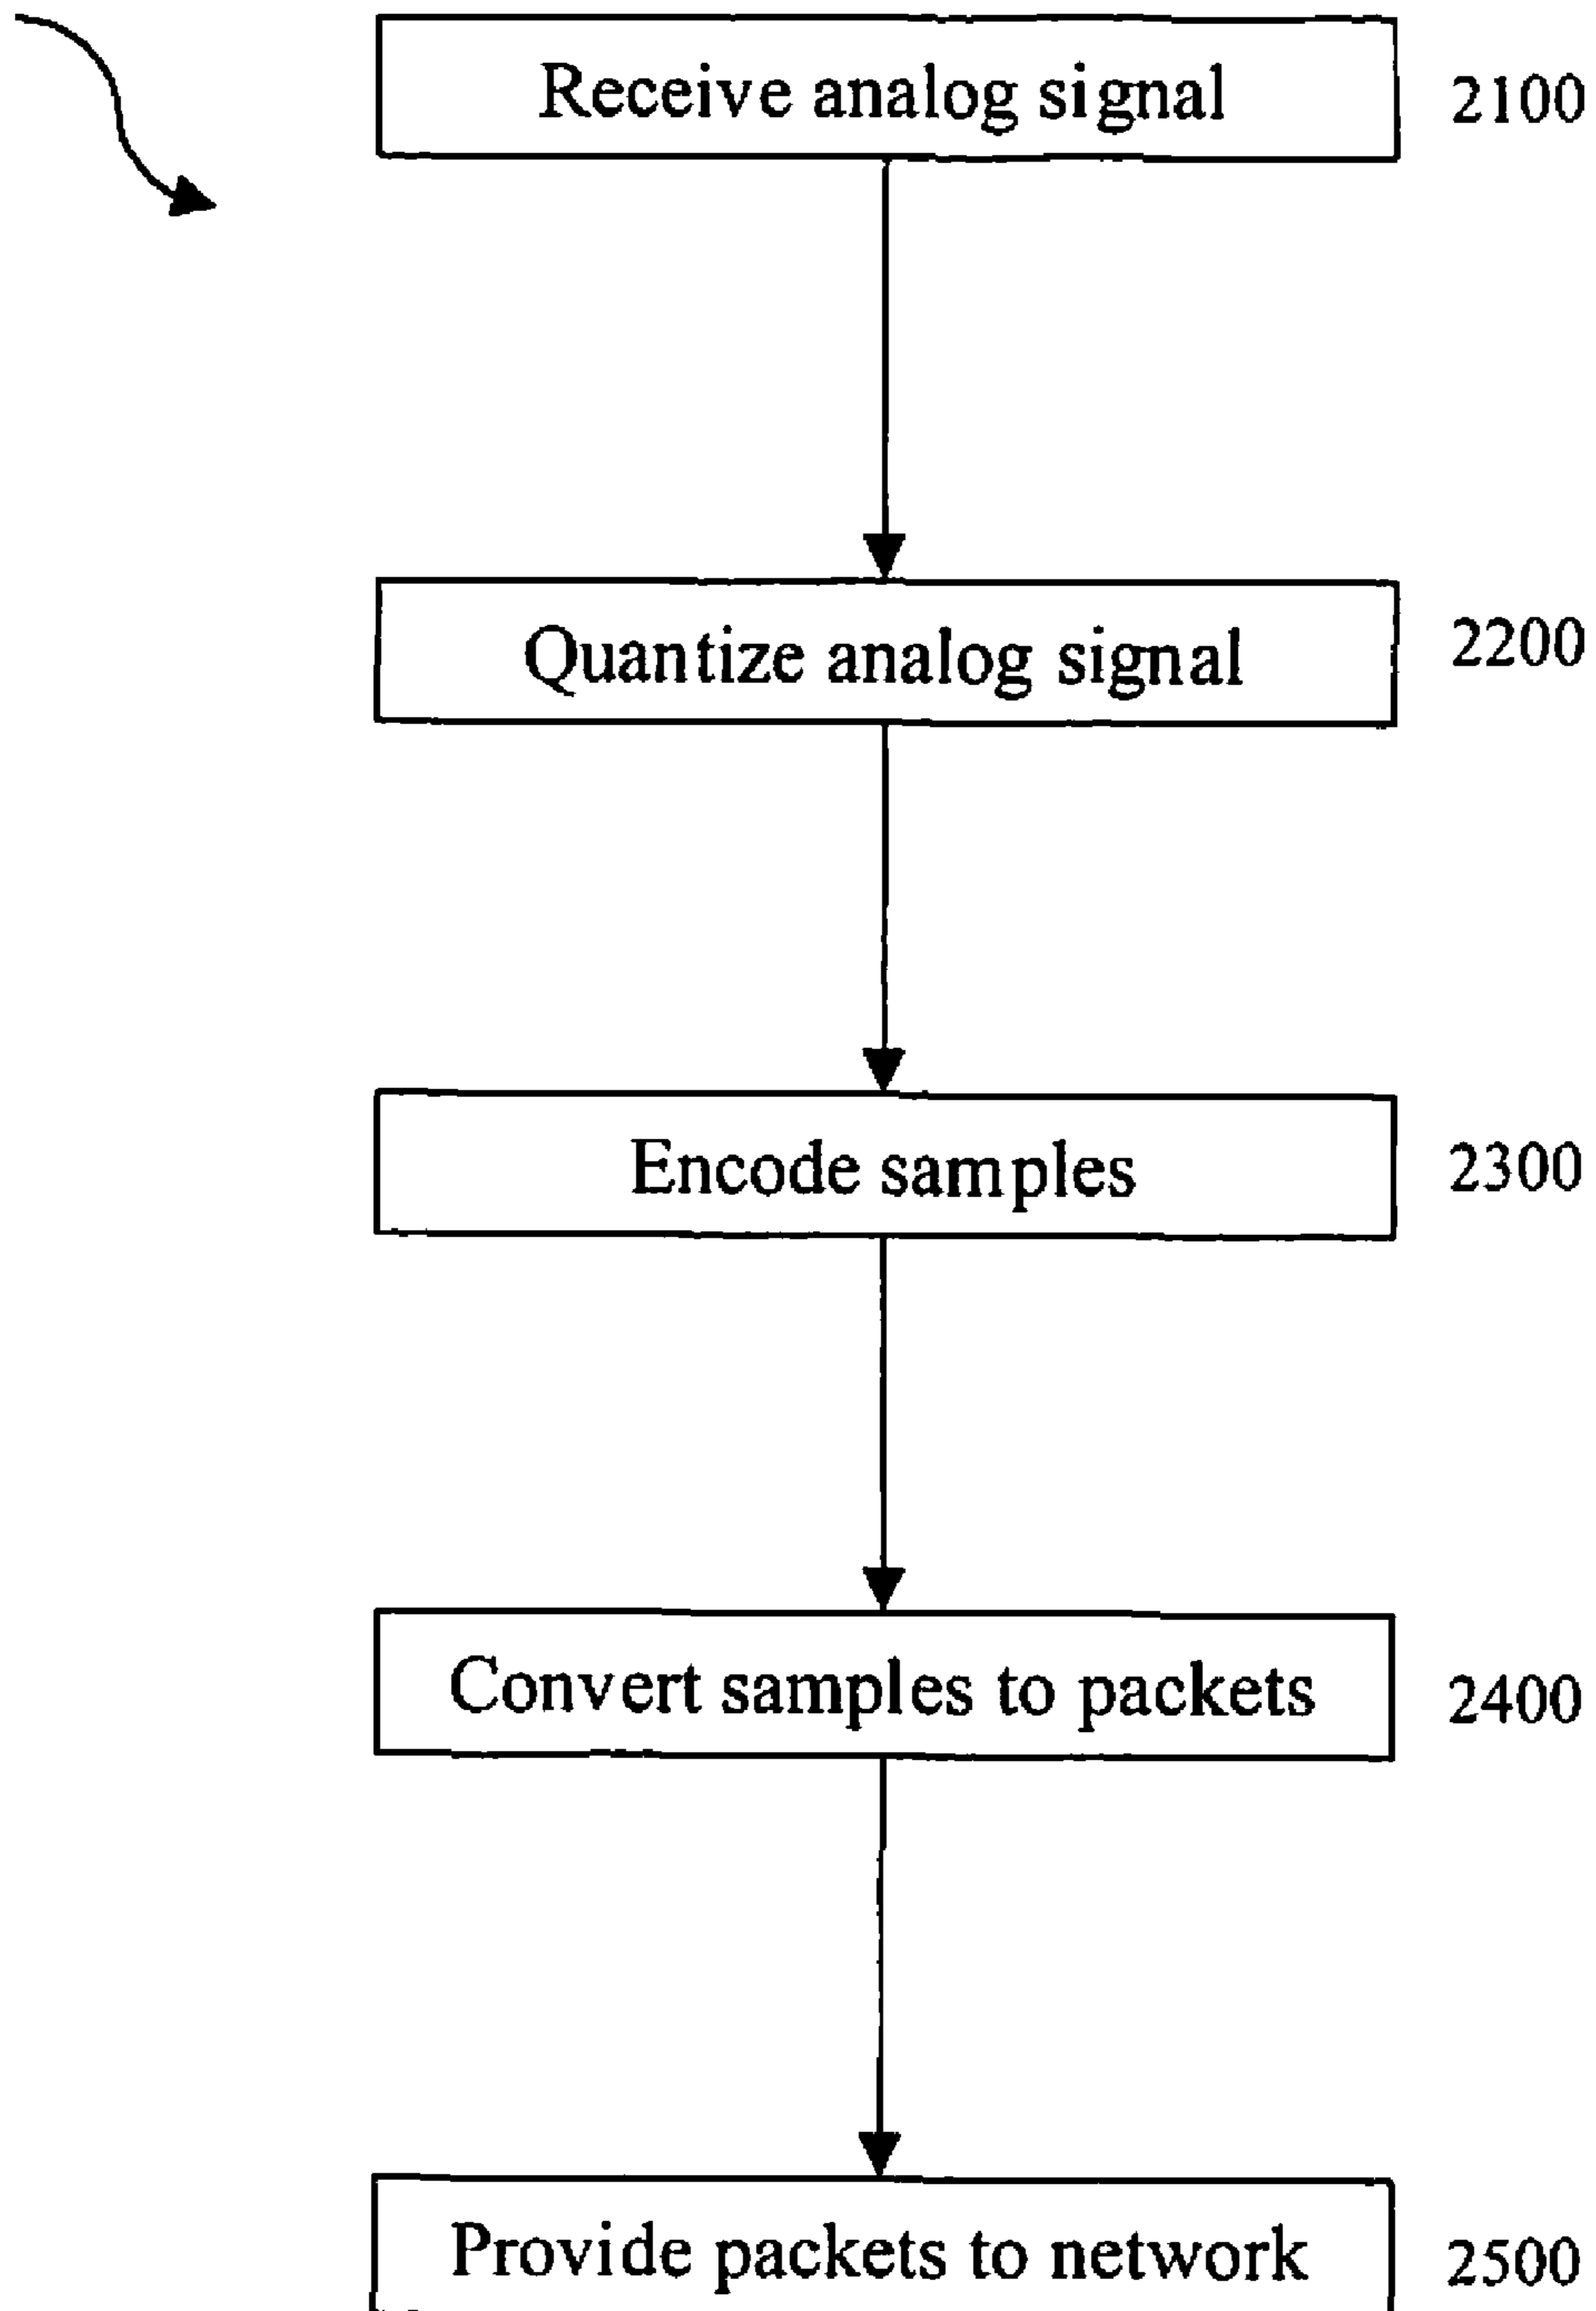 Receive analog signal 2100
Quantize analog signal 2200
Encode samples 2300
Convert samples to packets 2400
Provide packets to network 2500